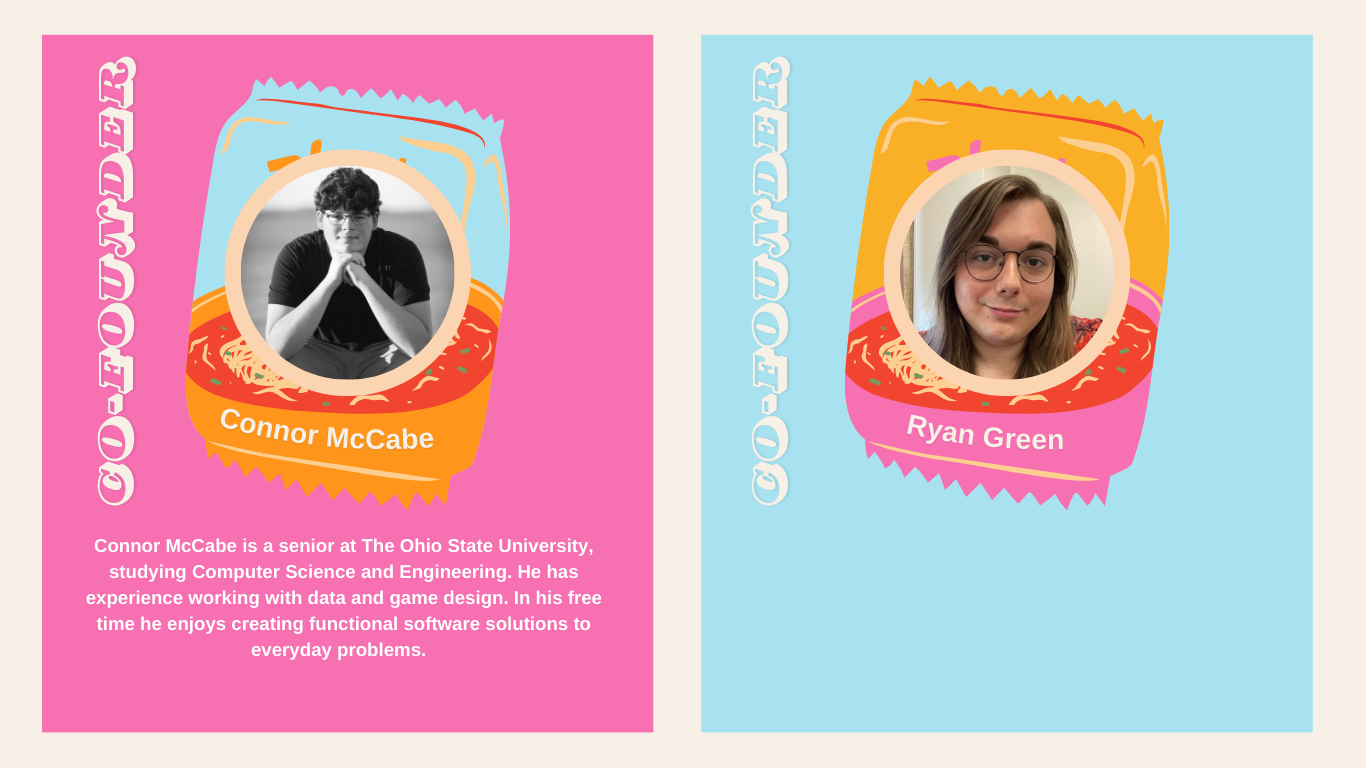 CO-FOUNDER
Connor McCabe
Connor McCabe is a senior at The Ohio State University,
studying Computer Science and Engineering. He has
experience working with data and game design. In his free
time he enjoys creating functional software solutions to
everyday problems.
CO-FOUNDER
Ryan Green